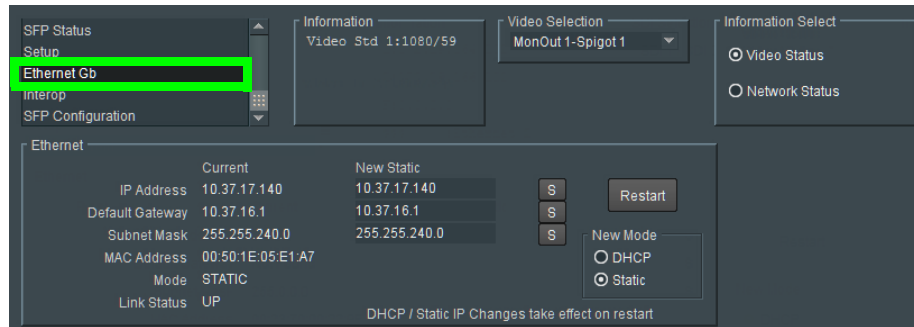 SFP Status
Setup
Ethernet Gb
Interop
SFP Configuration
Information
Video Std 1:1080/59
Video Selection
MonOut 1-Spigot 1
Information Select
Video Status
Network Status
Ethernet
Current New Static
IP Address 10.37.17.140 10.37.17.140 S Restart
Default Gateway 10.37.16.1 10.37.16.1 S
Subnet Mask 255.255.240.0 255.255.240.0 S
New Mode
MAC Address 00:50:1E:05:E1:A7
DHCP
Mode STATIC
Static
Link Status UP
DHCP / Static IP Changes take effect on restart